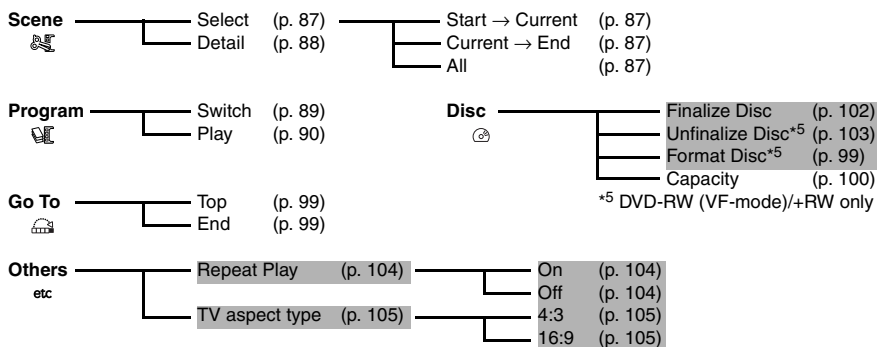 Scene Select (p. 87) Start → Current (p. 87)
Detail (p. 88) Current → End (p. 87)
All (p. 87)
Program Switch (p. 89)
Play (p. 90)
Disc Finalize Disc (p. 102)
Unfinalize Disc*5 (p. 103)
Format Disc*5 (p. 99)
Capacity (p. 100)
*5 DVD-RW (VF-mode)/+RW only
Go To Top (p. 99)
End (p. 99)
Others Repeat Play (p. 104) On (p. 104)
etc Off (p. 104)
TV aspect type (p. 105) 4:3 (p. 105)
16:9 (p. 105)